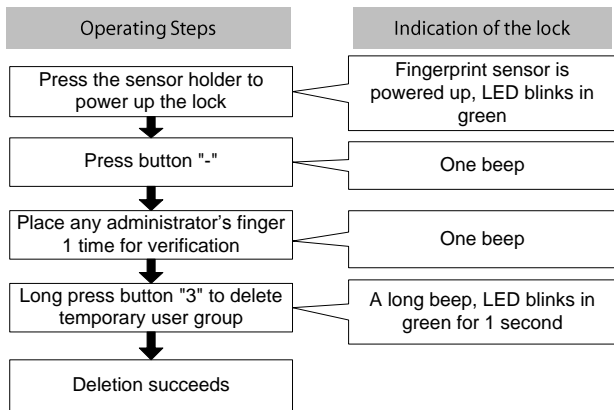 Operating Steps
Indication of the lock
Press the sensor holder to
power up the lock
Fingerprint sensor is
powered up, LED blinks in
green
Press button "-"
One beep
Place any administrator's finger
1 time for verification
One beep
Long press button "3" to delete
temporary user group
A long beep, LED blinks in
green for 1 second
Deletion succeeds